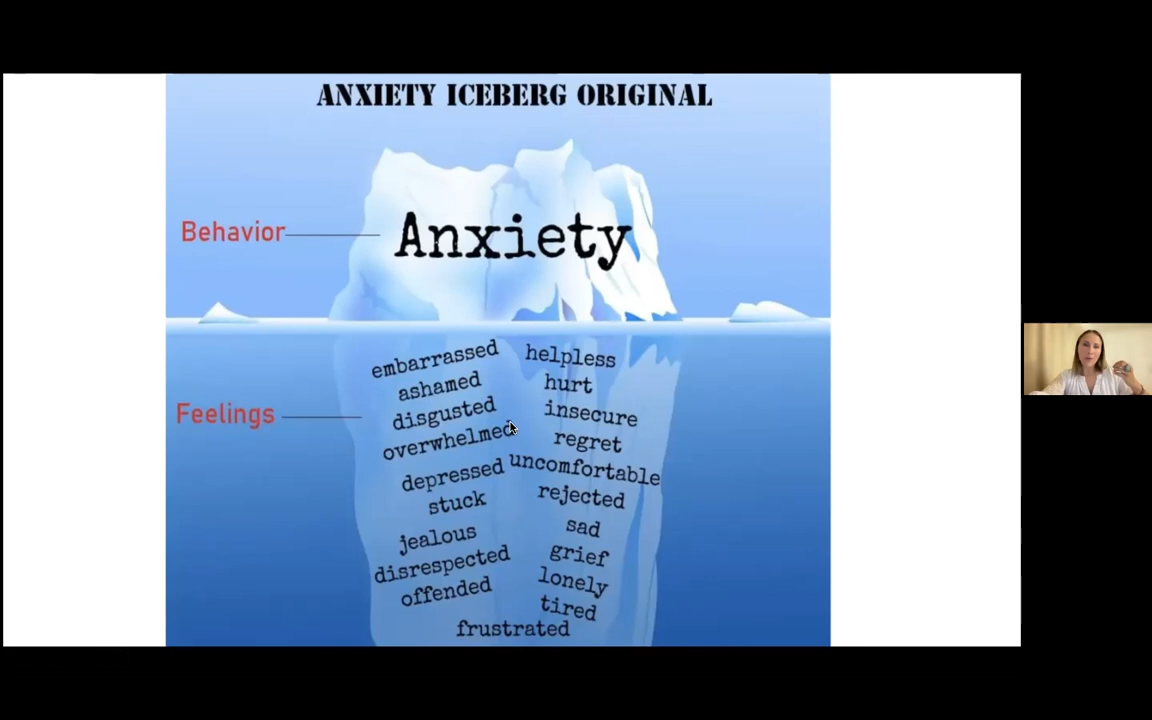 ANXIETY ICEBERG ORIGINAL
Behavior
Anxiety
Feelings
embarrassed
ashamed
disgusted
overwhelmed
depressed
stuck
jealous
disrespected
offended
helpless
hurt
insecure
regret
uncomfortable
rejected
sad
grief
lonely
tired
frustrated